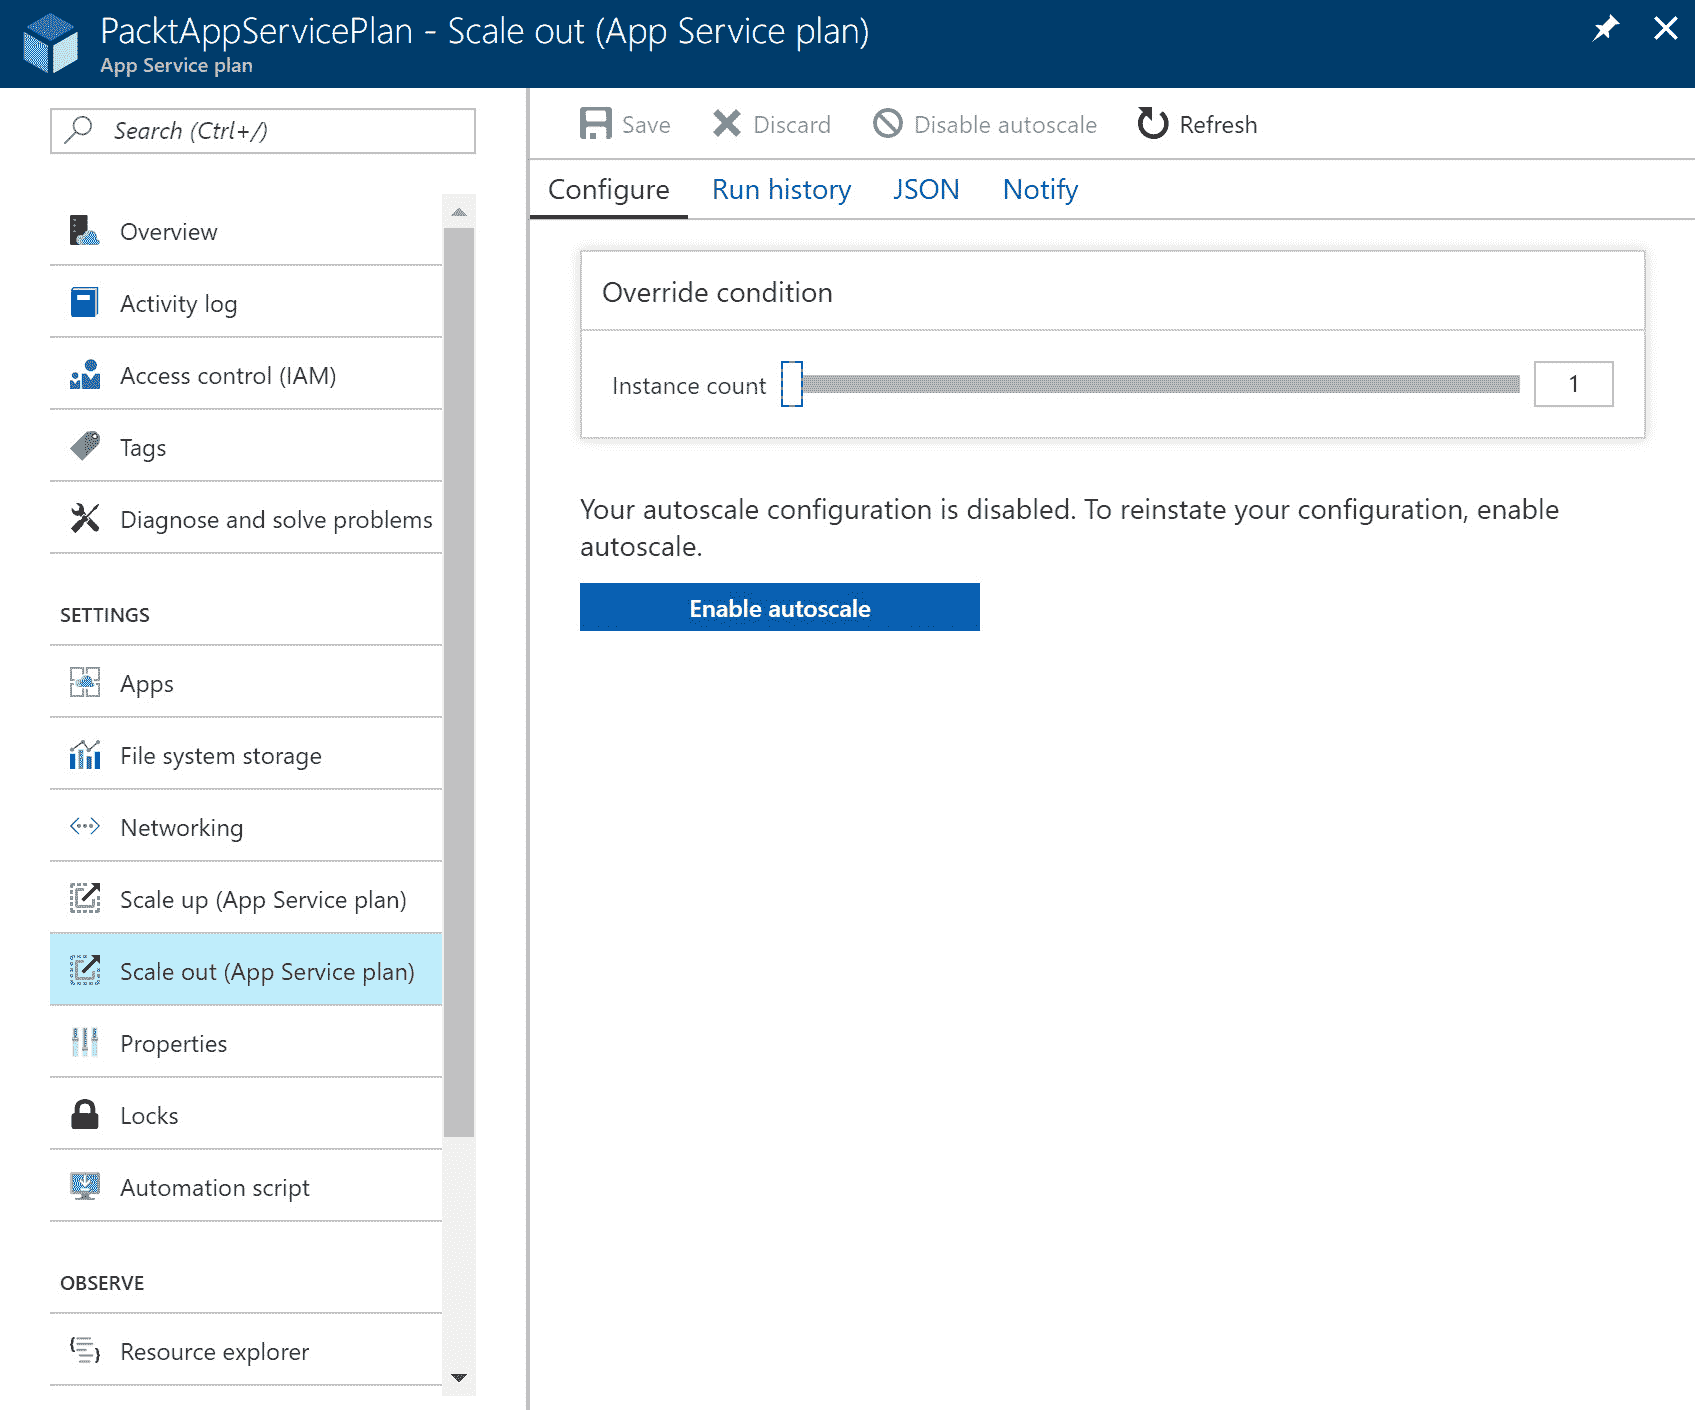 PacktAppServicePlan - Scale out (App Service plan)
App Service plan
Search (Ctrl+/)
Overview
Activity log
Access control (IAM)
Tags
Diagnose and solve problems
SETTINGS
Apps
File system storage
Networking
Scale up (App Service plan)
Scale out (App Service plan)
Properties
Locks
Automation script
OBSERVE
Resource explorer
Save Discard Disable autoscale Refresh
Configure Run history JSON Notify
Override condition
Instance count 1
Your autoscale configuration is disabled. To reinstate your configuration, enable
autoscale.
Enable autoscale